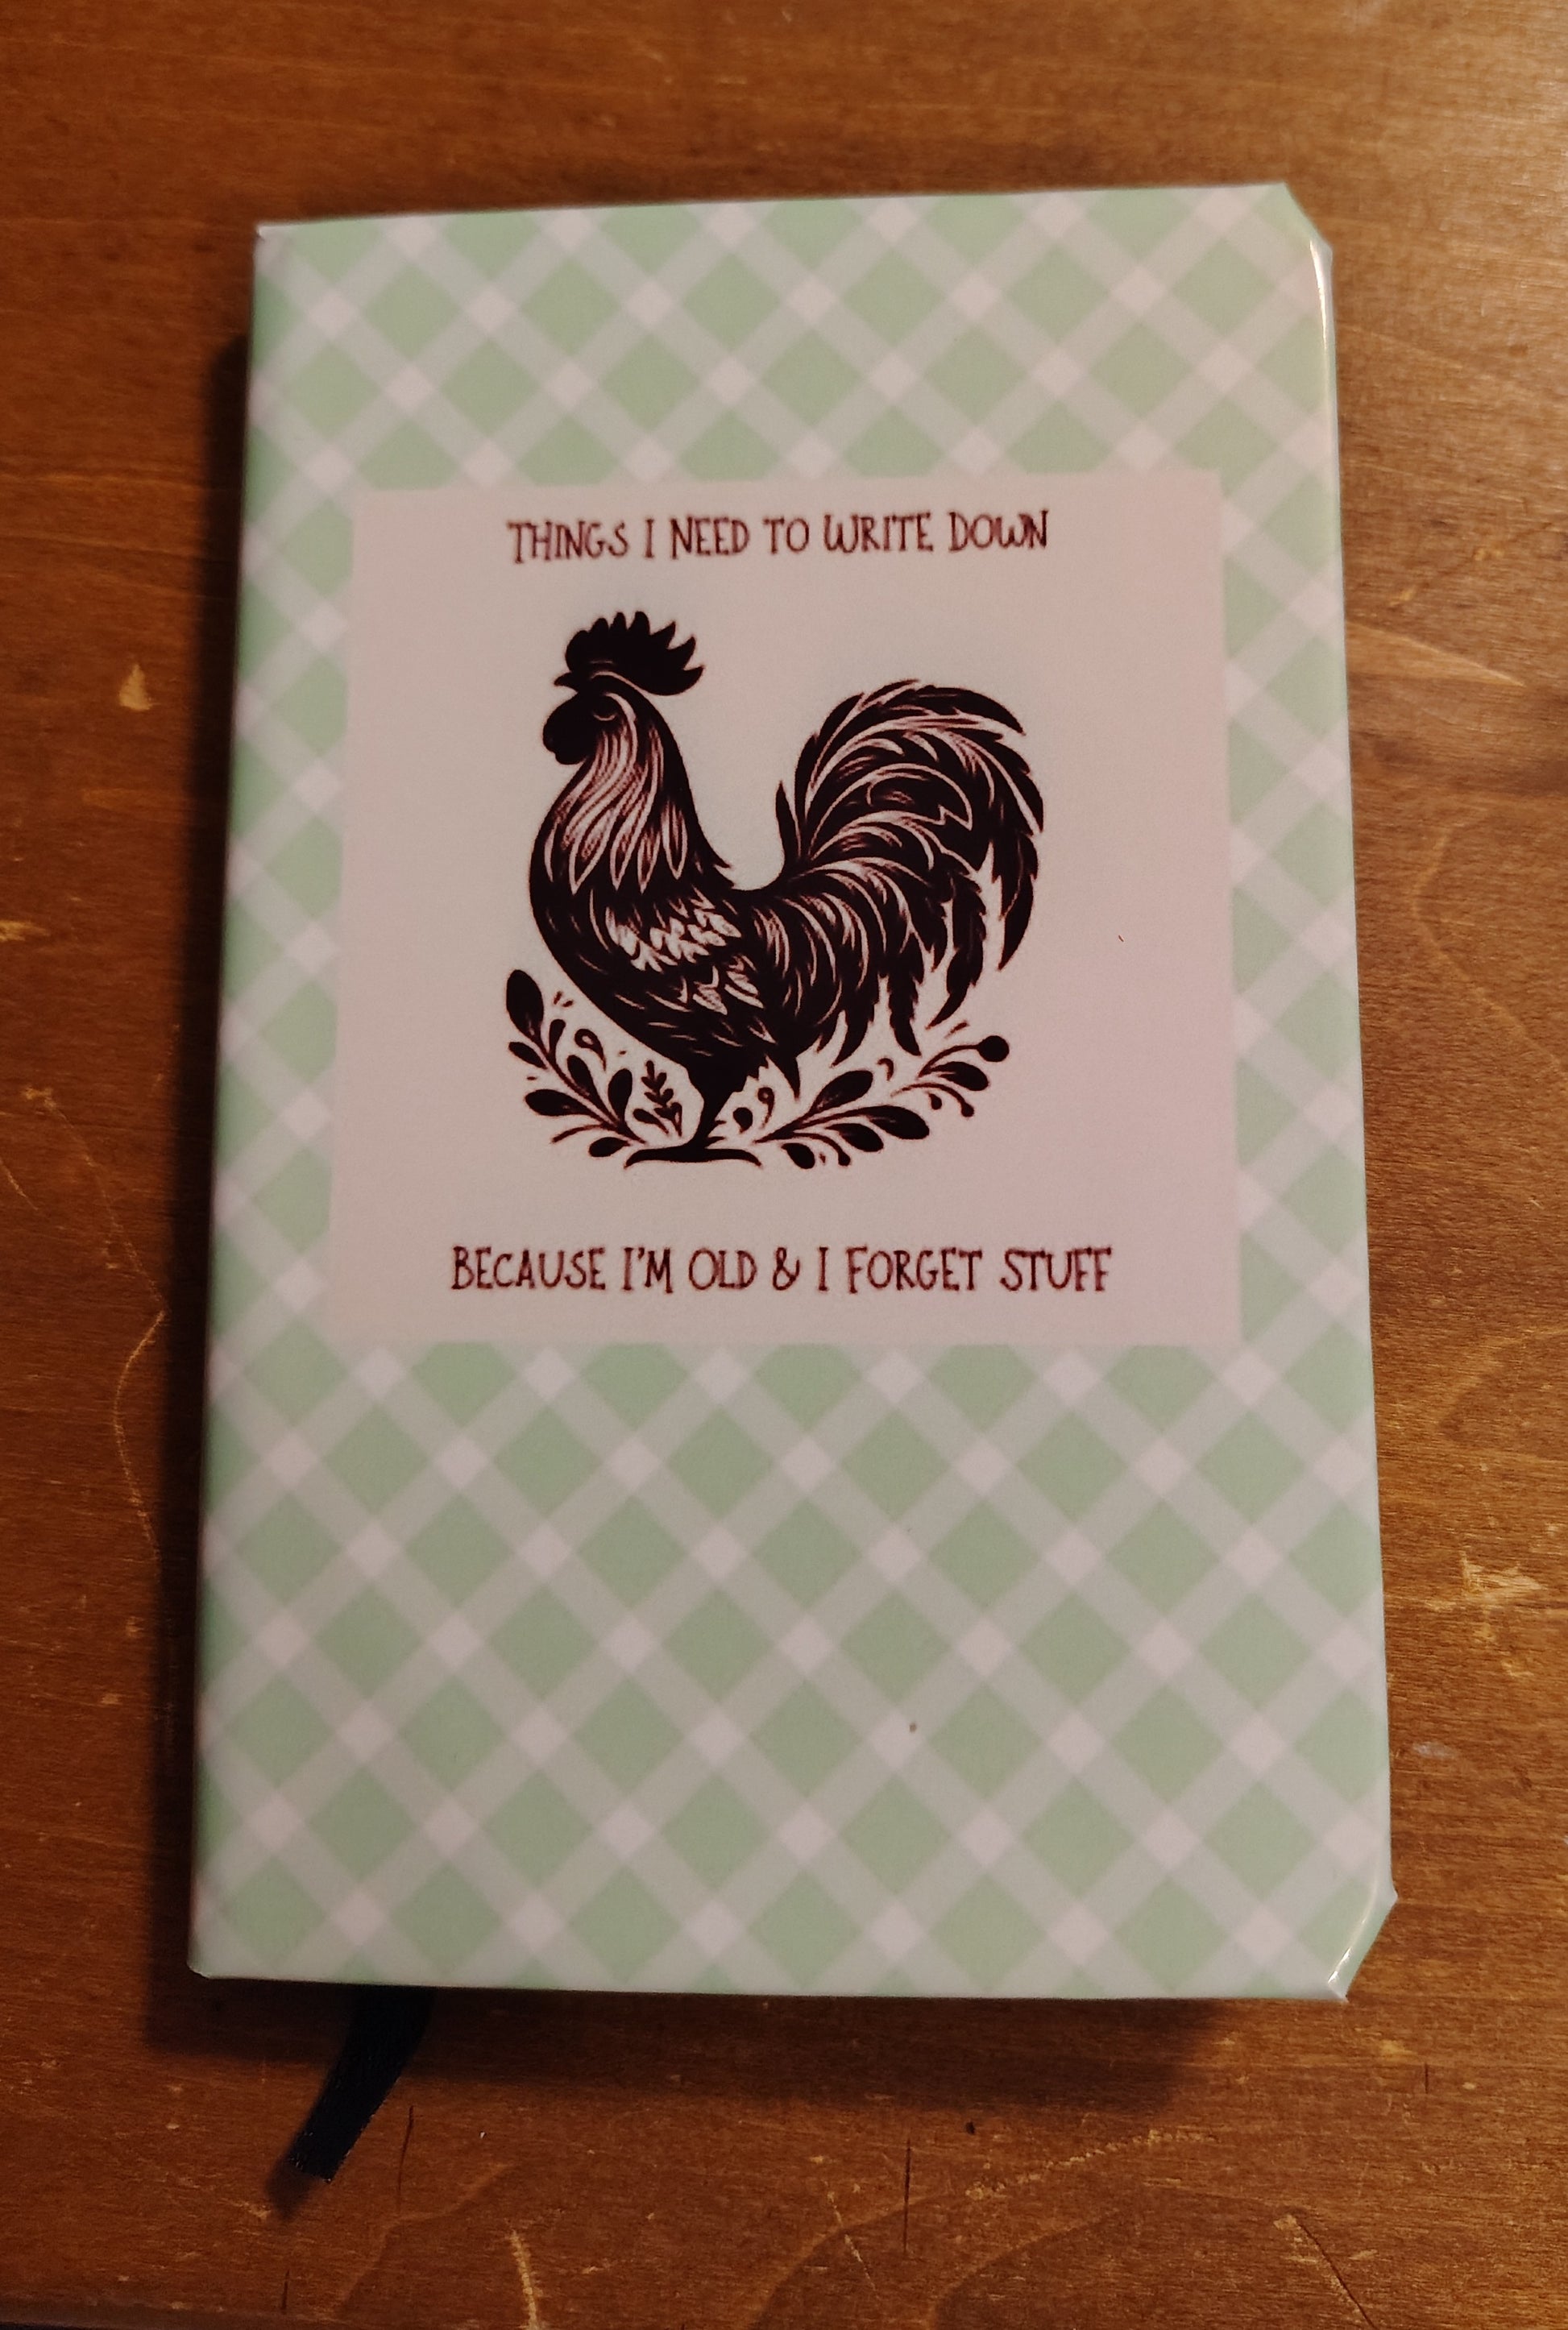 THINGS I NEED TO WRITE DOWN
BECAUSE I'M OLD & I FORGET STUFF